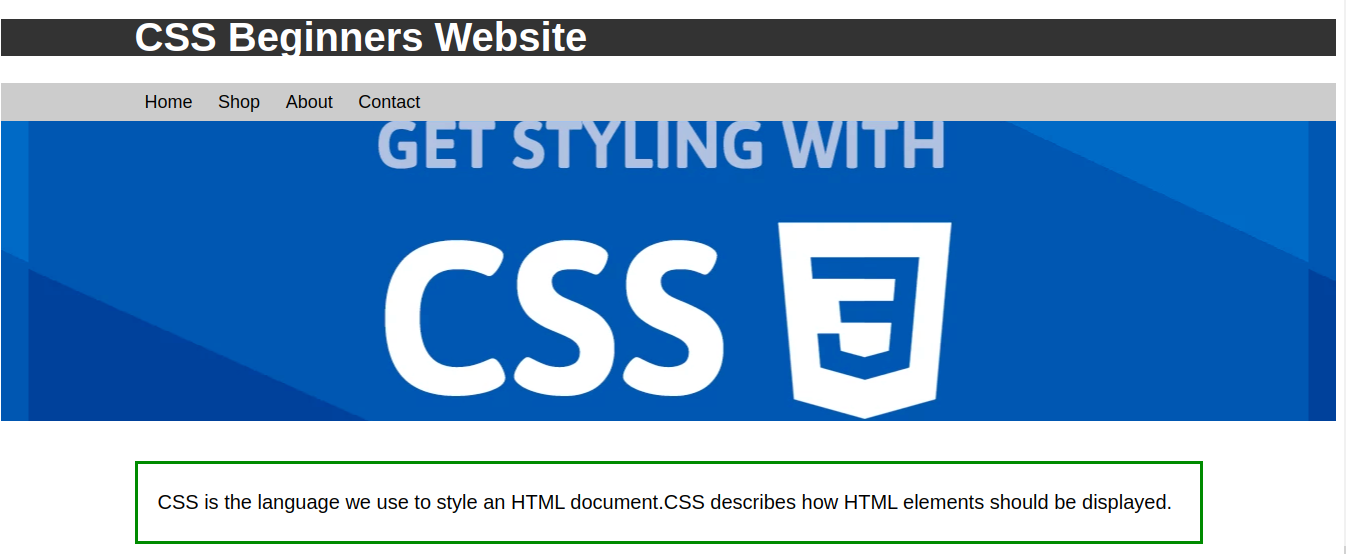 CSS Beginners Website
Home Shop About Contact
GET STYLING WITH
CSS
CSS is the language we use to style an HTML document.CSS describes how HTML elements should be displayed.